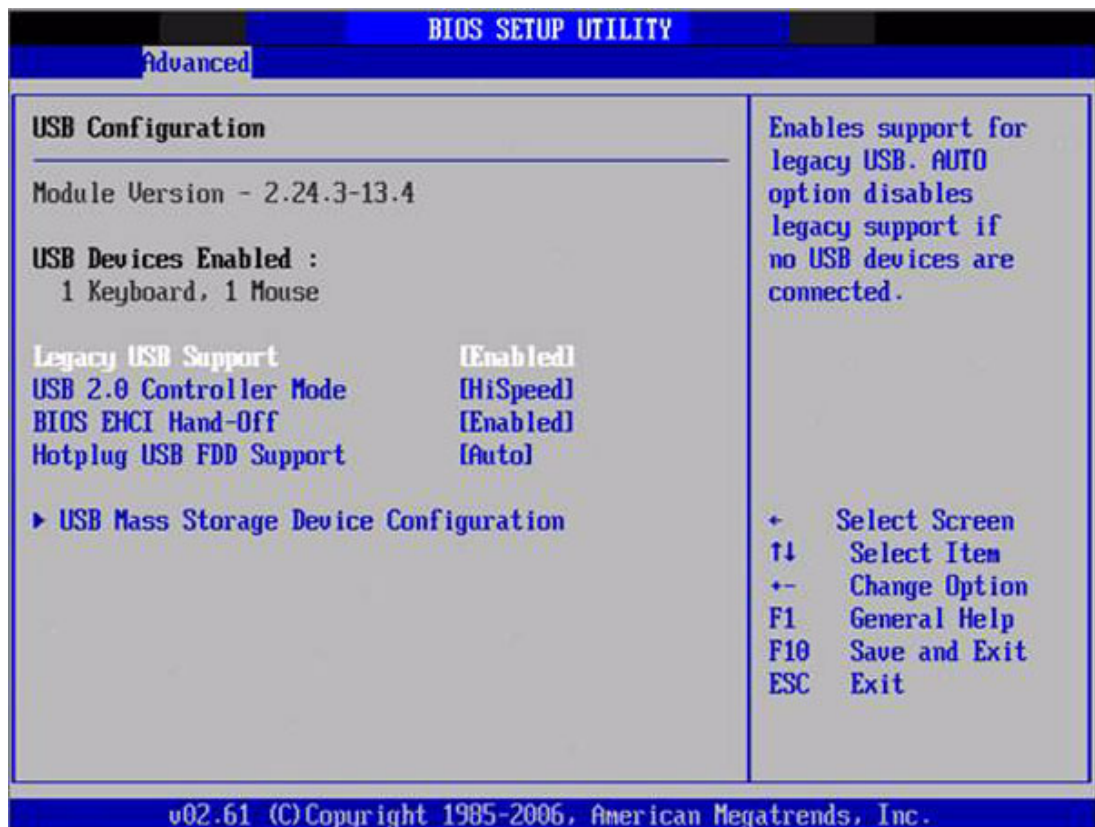 BIOS SETUP UTILITY
Advanced
USB Configuration
Module Version - 2.24.3-13.4
USB Devices Enabled :
1 Keyboard, 1 Mouse
Legacy USB Support [Enabled]
USB 2.0 Controller Mode [HiSpeed]
BIOS EHCI Hand-Off [Enabled]
Hotplug USB FDD Support [Auto]
▶ USB Mass Storage Device Configuration
Enables support for
legacy USB. AUTO
option disables
legacy support if
no USB devices are
connected.
← Select Screen
↑↓ Select Item
+- Change Option
F1 General Help
F10 Save and Exit
ESC Exit
v02.61 (C)Copyright 1985-2006, American Megatrends, Inc.